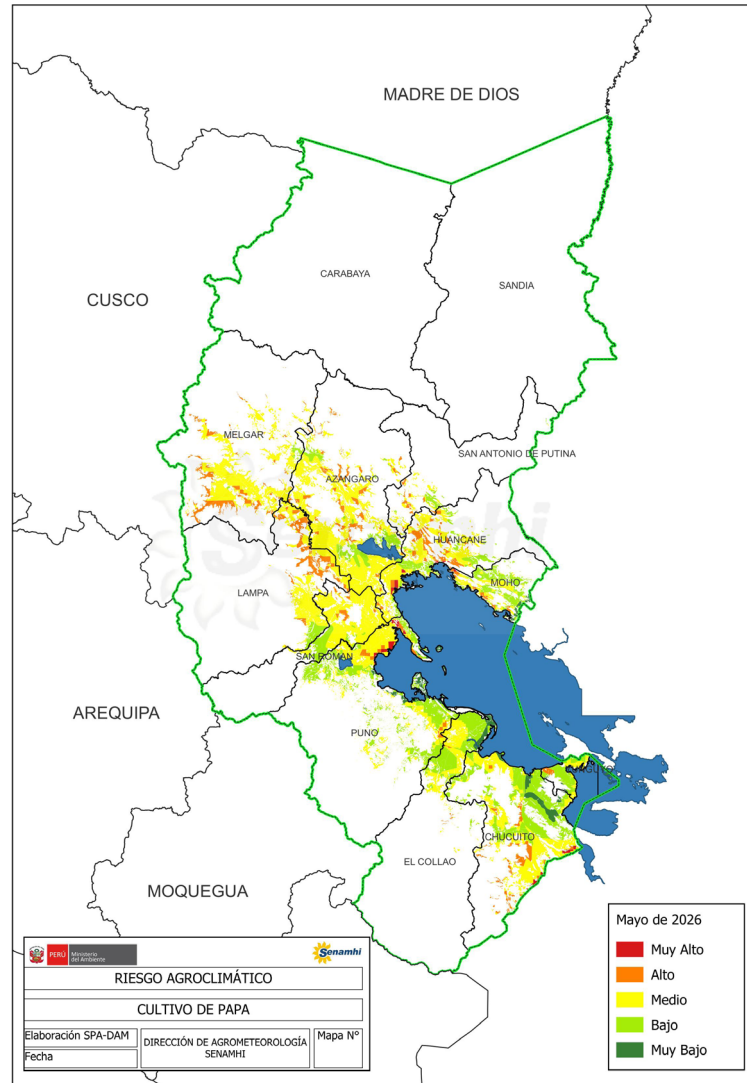 MADRE DE DIOS
CARABAYA
SANDIA
CUSCO
MELGAR
SAN ANTONIO DE PUTINA
AZANGARO
Senamhi
HUANCANE
MOHO
LAMPA
SAN ROMAN
AREQUIPA
PUNO
CHUCUITO
EL COLLAO
MOQUEGUA
PERÚ
Ministerio
del Ambiente
Senamhi
RIESGO AGROCLIMÁTICO
CULTIVO DE PAPA
Elaboración SPA-DAM
Fecha
DIRECCIÓN DE AGROMETEOROLOGÍA
SENAMHI
Mapa N°
Mayo de 2026
Muy Alto
Alto
Medio
Bajo
Muy Bajo